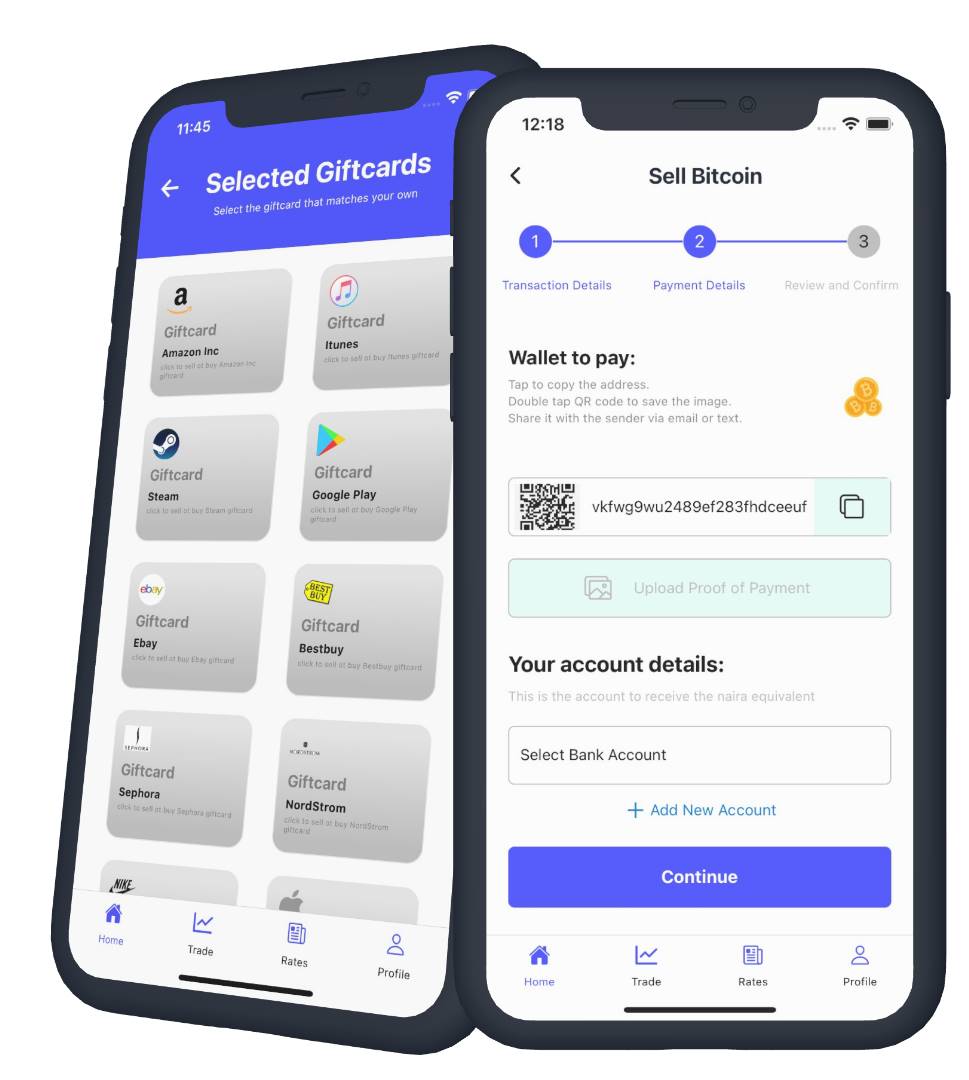 11:45
Selected Giftcards
Select the giftcard that matches your own
a
Giftcard
Amazon Inc
click to sell ot buy Amazon Inc
giftcard
Giftcard
Itunes
click to sell ot buy Itunes giftcard
Giftcard
Steam
click to sell ot buy Steam giftcard
Giftcard
Google Play
click to sell ot buy Google Play
giftcard
ebay
Giftcard
Ebay
click to sell ot buy Ebay giftcard
BEST
BUY
Giftcard
Bestbuy
click to sell ot buy Bestbuy giftcard
SEPHORA
Giftcard
Sephora
click to sell ot buy Sephora giftcard
NORDSTROM
Giftcard
NordStrom
click to sell ot buy NordStrom
giftcard
NIKE
Home
Trade
Rates
Profile
12:18
Sell Bitcoin
1
2
3
Transaction Details
Payment Details
Review and Confirm
Wallet to pay:
Tap to copy the address.
Double tap QR code to save the image.
Share it with the sender via email or text.
vkfwg9wu2489ef283fhdceeuf
Upload Proof of Payment
Your account details:
This is the account to receive the naira equivalent
Select Bank Account
+ Add New Account
Continue
Home
Trade
Rates
Profile